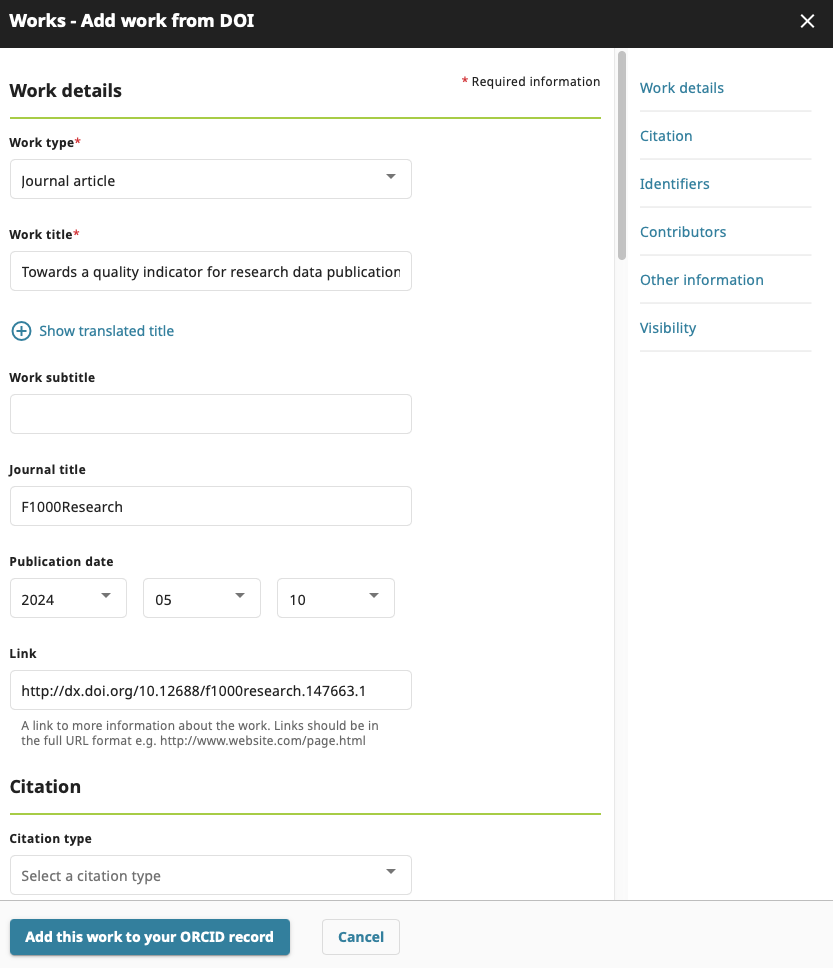 Works - Add work from DOI
Work details
* Required information
Work type*
Journal article
Work title*
Towards a quality indicator for research data publication
Show translated title
Work subtitle
Journal title
F1000Research
Publication date
2024 05 10
Link
http://dx.doi.org/10.12688/f1000research.147663.1
A link to more information about the work. Links should be in
the full URL format e.g. http://www.website.com/page.html
Citation
Citation type
Select a citation type
Work details
Citation
Identifiers
Contributors
Other information
Visibility
Add this work to your ORCID record
Cancel